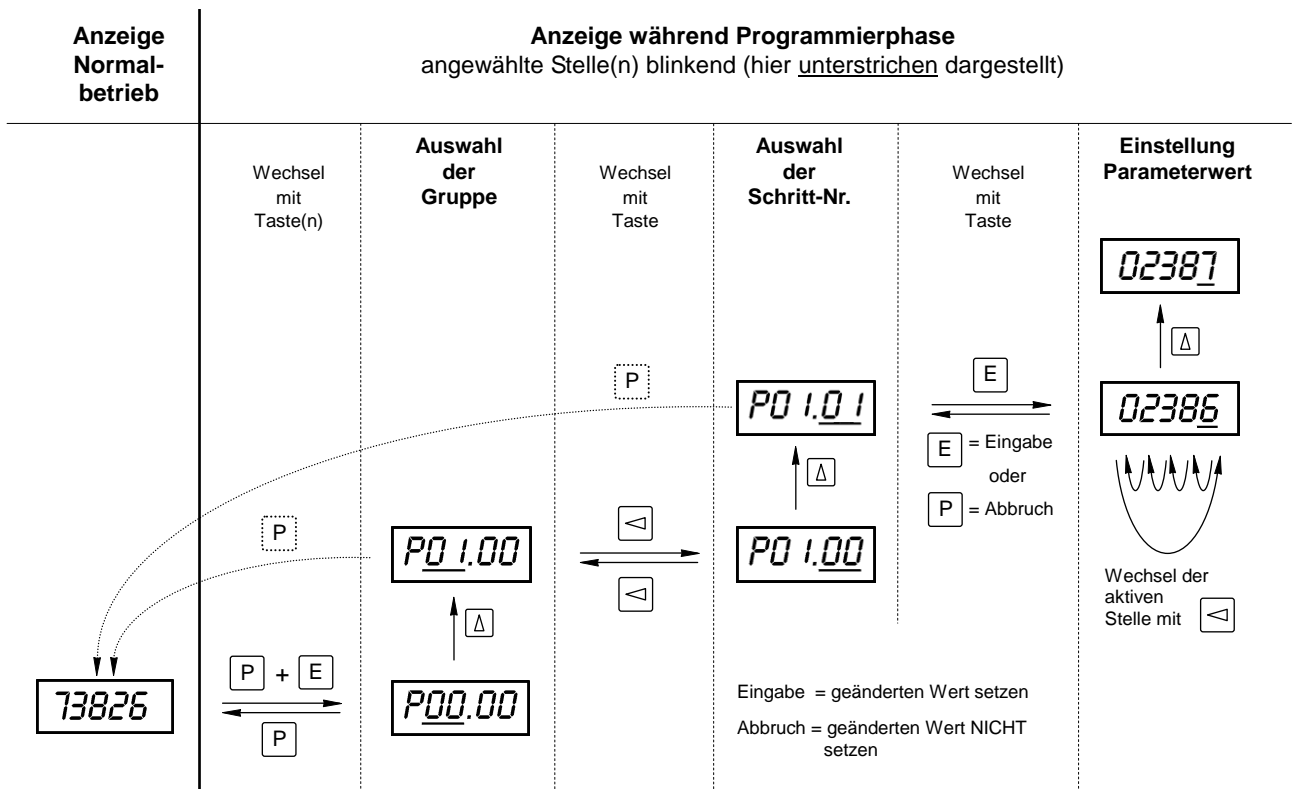 Anzeige
Normal-
betrieb
Anzeige während Programmierphase
angewählte Stelle(n) blinkend (hier unterstrichen dargestellt)
Wechsel
mit
Taste(n)
Auswahl
der
Gruppe
Wechsel
mit
Taste
Auswahl
der
Schritt-Nr.
Wechsel
mit
Taste
Einstellung
Parameterwert
02387
Δ
P
E
P01.01
02386
E = Eingabe
oder
P = Abbruch
Δ
P
P01.00
P01.00
Wechsel der
aktiven
Stelle mit
Δ
P + E
73826
P00.00
P
Eingabe = geänderten Wert setzen
Abbruch = geänderten Wert NICHT
setzen